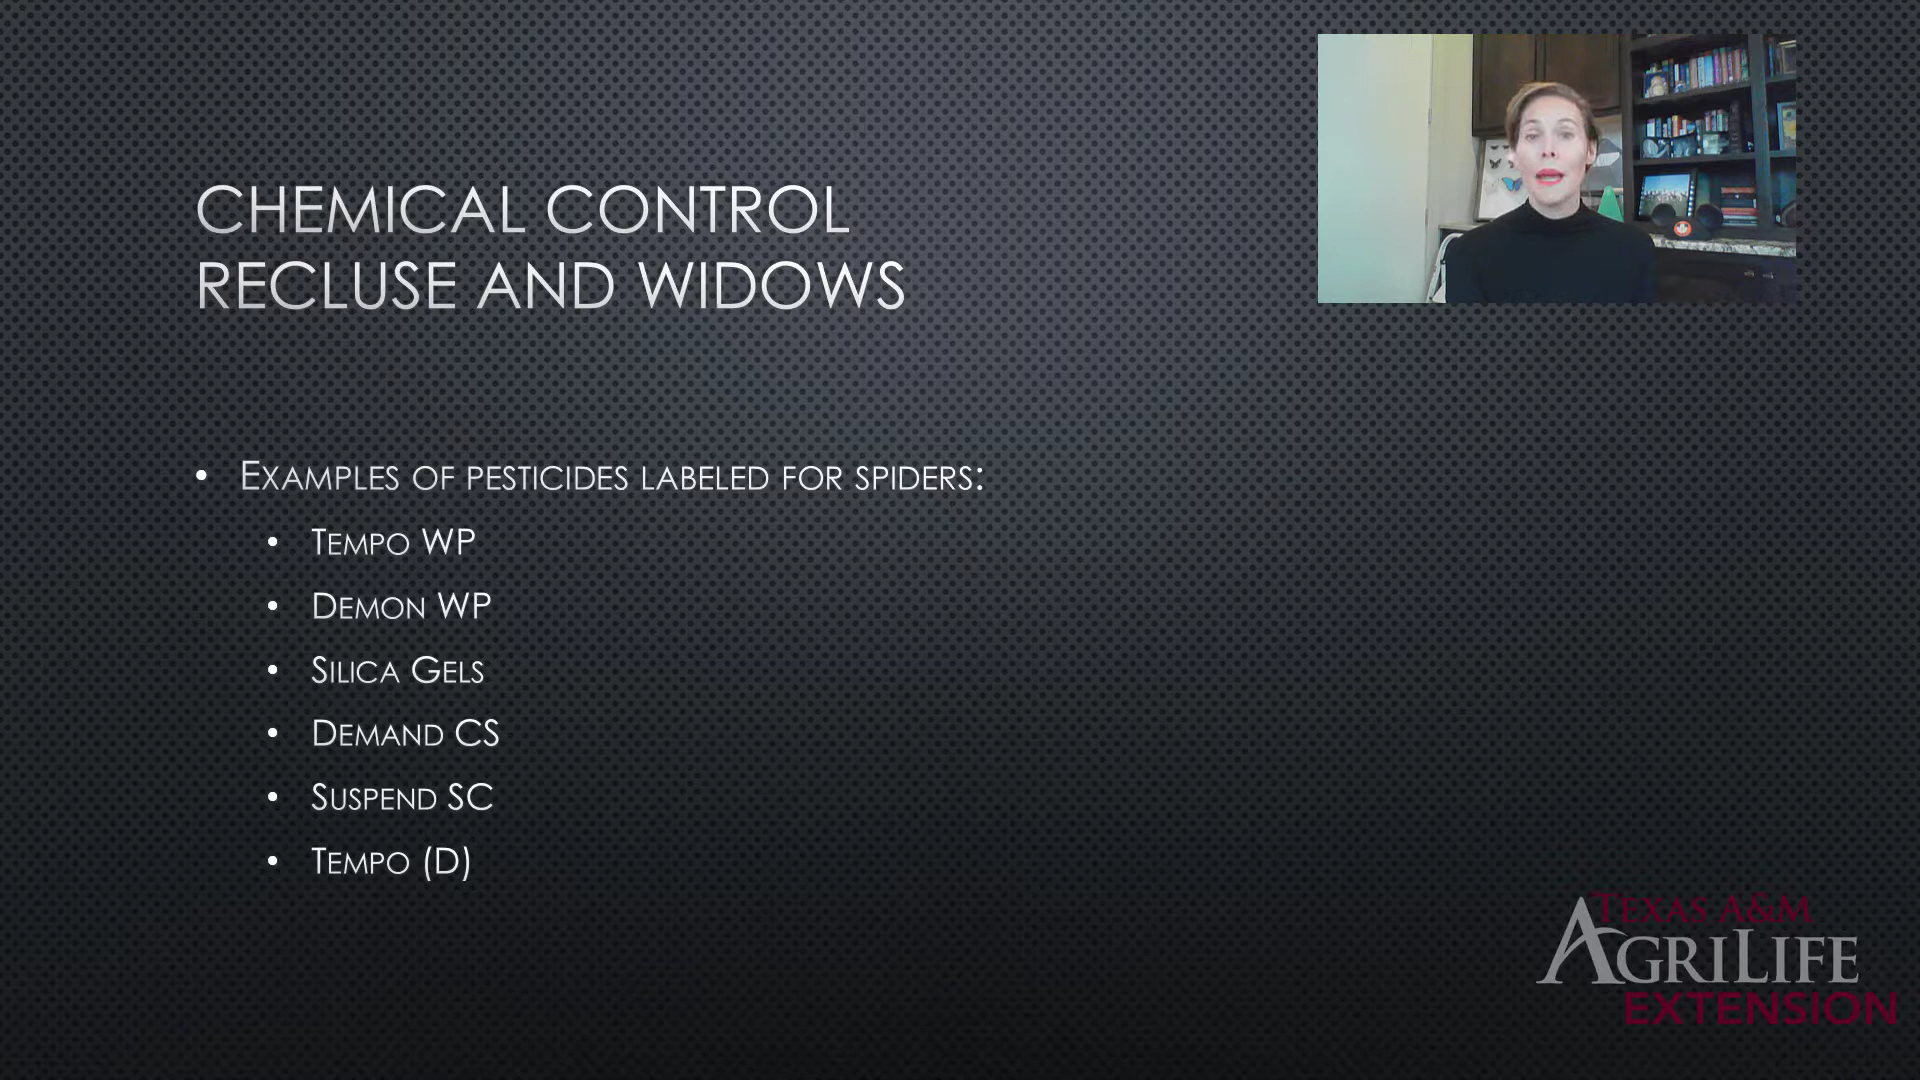 CHEMICAL CONTROL
RECLUSE AND WIDOWS
• EXAMPLES OF PESTICIDES LABELED FOR SPIDERS:
• TEMPO WP
• DEMON WP
• SILICA GELS
• DEMAND CS
• SUSPEND SC
• TEMPO (D)
TEXAS A&M
AGRILIFE
EXTENSION